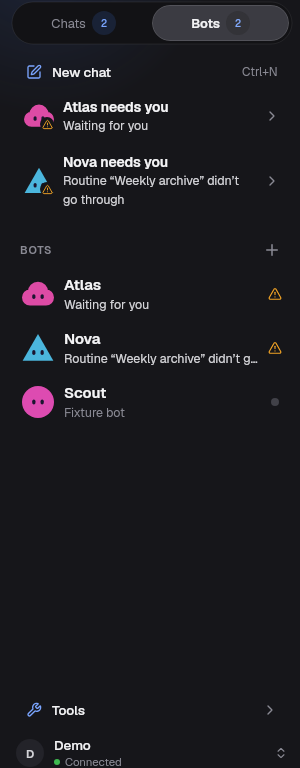 Chats 2 Bots 2
New chat Ctrl+N
Atlas needs you
Waiting for you
Nova needs you
Routine “Weekly archive” didn’t
go through
BOTS
Atlas
Waiting for you
Nova
Routine “Weekly archive” didn’t g…
Scout
Fixture bot
Tools
D Demo
Connected